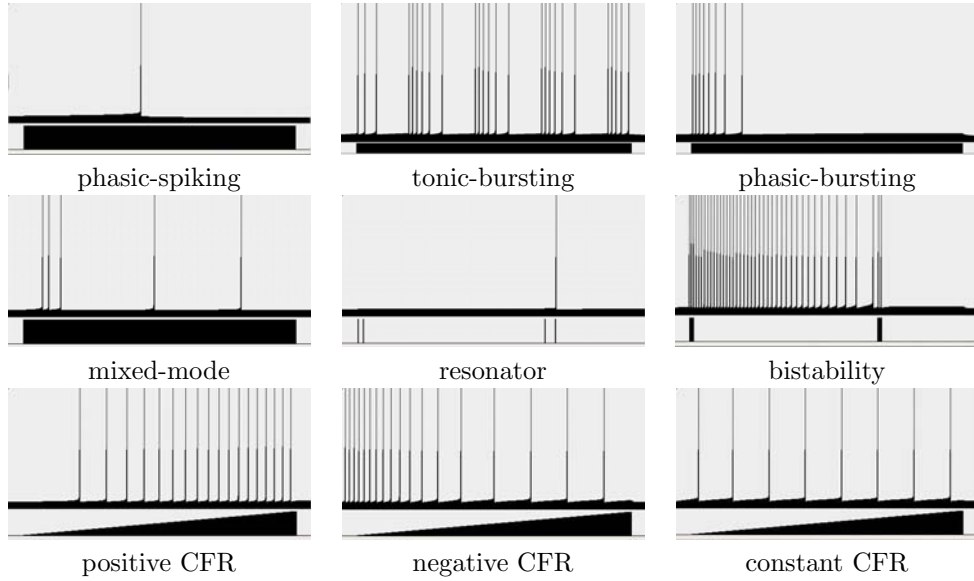 phasic-spiking
tonic-bursting
phasic-bursting
mixed-mode
resonator
bistability
positive CFR
negative CFR
constant CFR